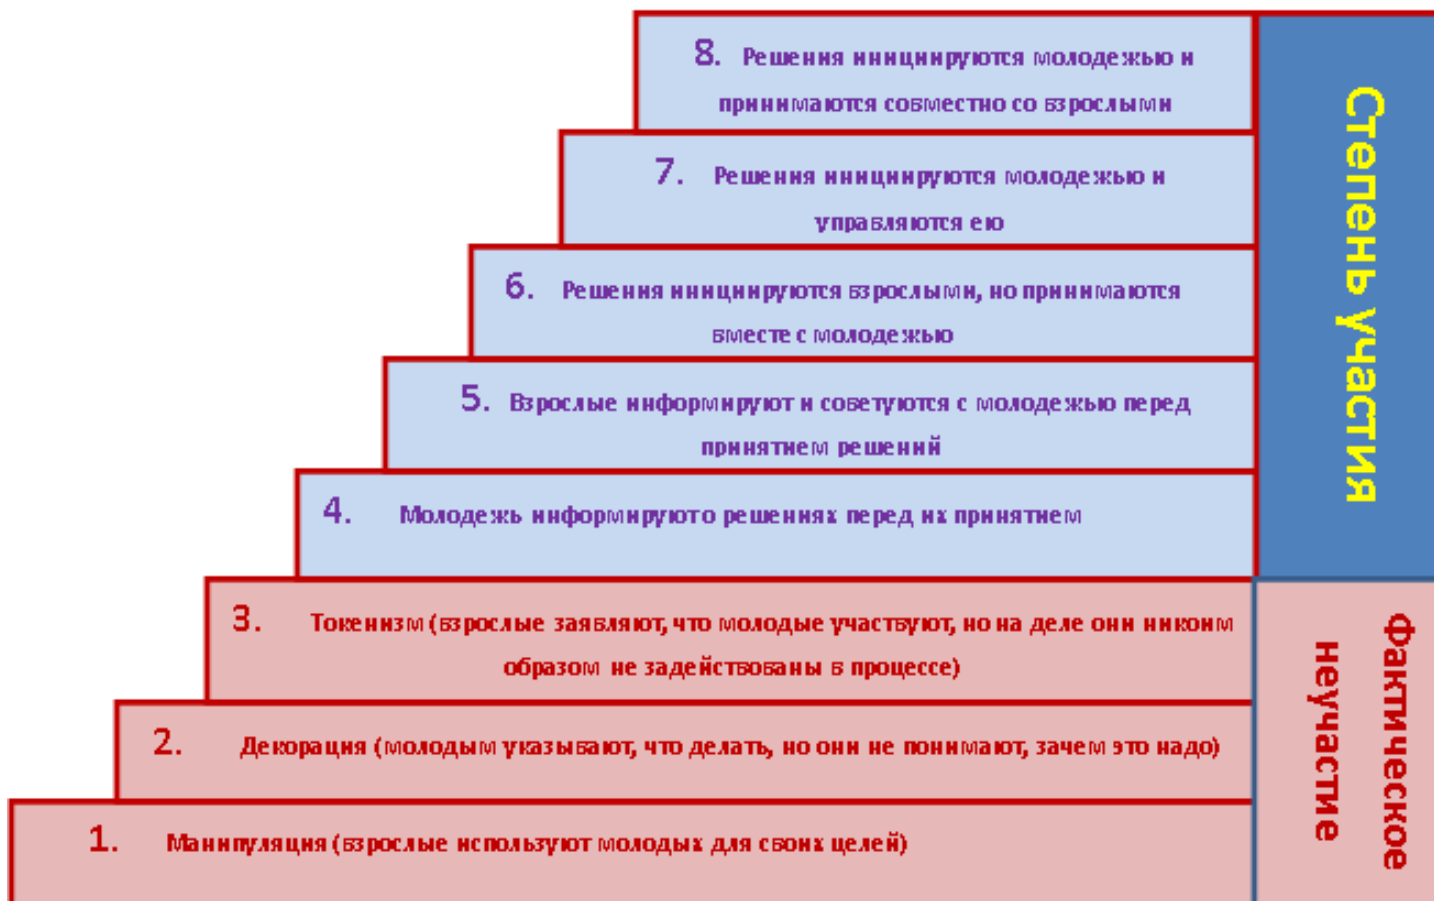 8. Решения инициируются молодежью и
принимаются совместно со взрослыми
7. Решения инициируются молодежью и
управляются ею
6. Решения инициируются взрослыми, но принимаются
вместе с молодежью
5. Взрослые информируют и советуются с молодежью перед
принятием решений
4. Молодежь информируюто решениях перед их принятием
3. Токенизм (взрослые заявляют, что молодые участвуют, но на деле они никоим
образом не задействованы в процессе)
2. Декорация (молодым указывают, что делать, но они не понимают, зачем это надо)
1. Манипуляция (взрослые используют молодых для своих целей)
Степень участия
Фактическое
неучастие